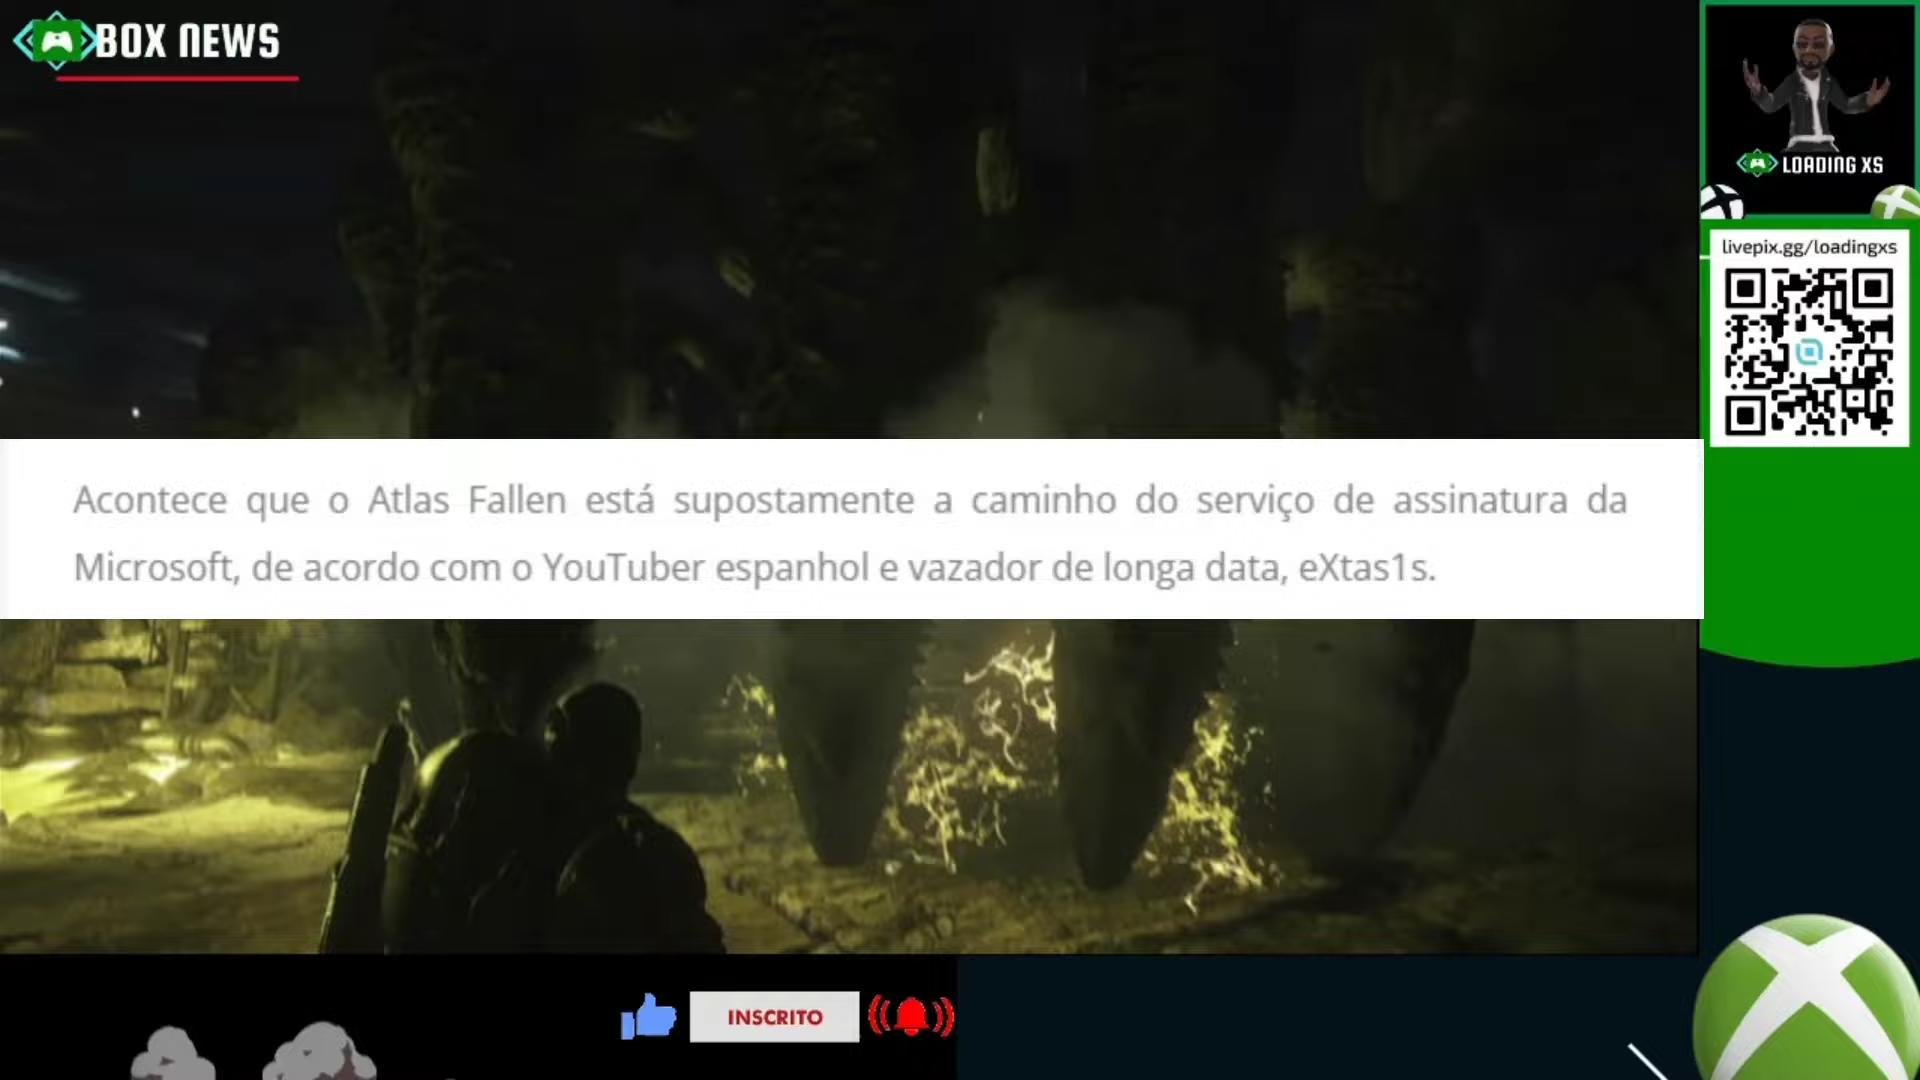 BOX NEWS
LOADING XS
livepix.gg/loadingxs
Acontece que o Atlas Fallen está supostamente a caminho do serviço de assinatura da
Microsoft, de acordo com o YouTuber espanhol e vazador de longa data, eXtas1s.
INSCRITO